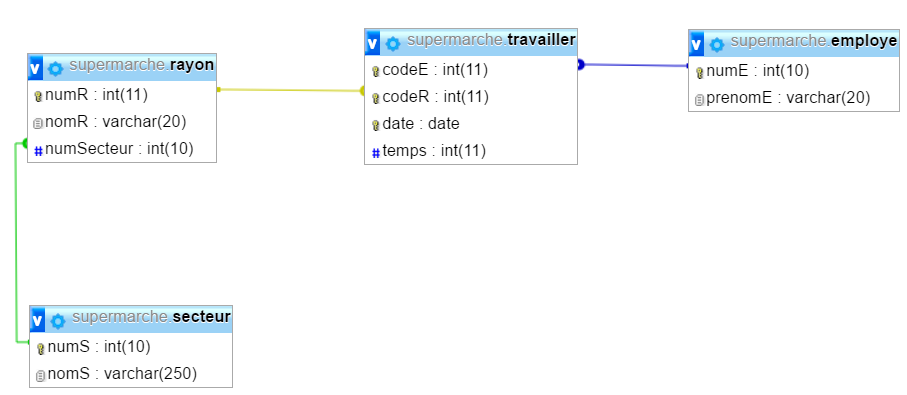 v supermarche rayon
numR : int(11)
nomR : varchar(20)
# numSecteur : int(10)
v supermarche travailler
codeE : int(11)
codeR : int(11)
date : date
# temps : int(11)
v supermarche employe
numE : int(10)
prenomE : varchar(20)
v supermarche secteur
numS : int(10)
nomS : varchar(250)